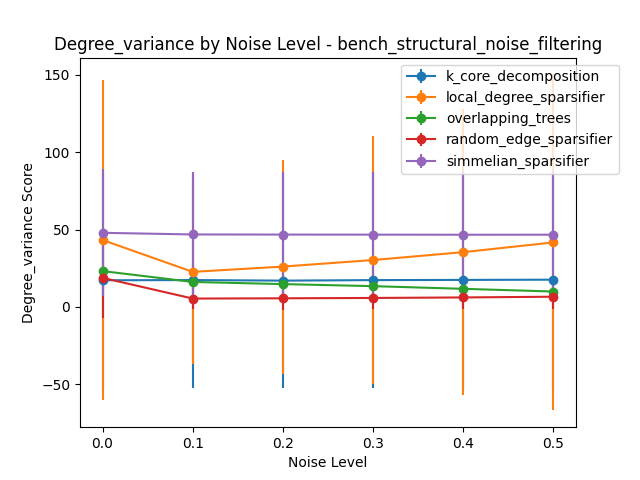 Degree_variance by Noise Level - bench_structural_noise_filtering
k_core_decomposition
local_degree_sparsifier
overlapping_trees
random_edge_sparsifier
simmelian_sparsifier
Degree_variance Score
150
100
50
0
−50
0.0 0.1 0.2 0.3 0.4 0.5
Noise Level